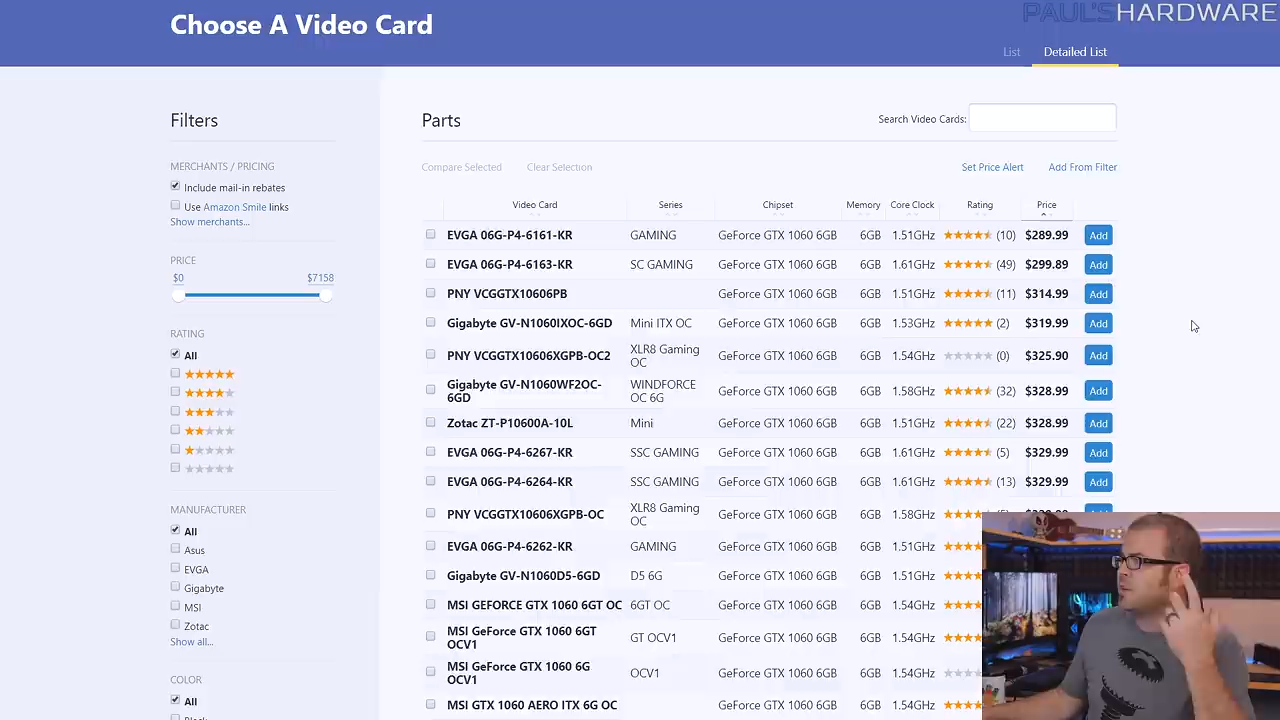 Choose A Video Card
PAUL'SHARDWARE
List Detailed List
Filters
MERCHANTS / PRICING
Include mail-in rebates
Use Amazon Smile links
Show merchants...
PRICE
$0 $7158
RATING
All
MANUFACTURER
All
Asus
EVGA
Gigabyte
MSI
Zotac
Show all...
COLOR
All
Parts
Search Video Cards:
Compare Selected Clear Selection Set Price Alert Add From Filter
Video Card Series Chipset Memory Core Clock Rating Price
EVGA 06G-P4-6161-KR GAMING GeForce GTX 1060 6GB 6GB 1.51GHz (10) $289.99 Add
EVGA 06G-P4-6163-KR SC GAMING GeForce GTX 1060 6GB 6GB 1.61GHz (49) $299.99 Add
PNY VCGGTX10606PB GeForce GTX 1060 6GB 6GB 1.51GHz (11) $314.99 Add
Gigabyte GV-N1060IXOC-6GD Mini ITX OC GeForce GTX 1060 6GB 6GB 1.53GHz (2) $319.99 Add
PNY VCGGTX10606XGPB-OC2 XLR8 Gaming OC GeForce GTX 1060 6GB 6GB 1.54GHz (0) $325.90 Add
Gigabyte GV-N1060WF2OC-6GD WINDFORCE OC 6G GeForce GTX 1060 6GB 6GB 1.58GHz (32) $328.99 Add
Zotac ZT-P10600A-10L Mini GeForce GTX 1060 6GB 6GB 1.51GHz (22) $328.99 Add
EVGA 06G-P4-6267-KR SSC GAMING GeForce GTX 1060 6GB 6GB 1.61GHz (5) $329.99 Add
EVGA 06G-P4-6264-KR SSC GAMING GeForce GTX 1060 6GB 6GB 1.61GHz (13) $329.99 Add
PNY VCGGTX10606XGPB-OC XLR8 Gaming OC GeForce GTX 1060 6GB 6GB 1.58GHz
EVGA 06G-P4-6262-KR GAMING GeForce GTX 1060 6GB 6GB 1.51GHz
Gigabyte GV-N1060D5-6GD D5 6G GeForce GTX 1060 6GB 6GB 1.51GHz
MSI GEFORCE GTX 1060 6GT OC 6GT OC GeForce GTX 1060 6GB 6GB 1.54GHz
MSI GeForce GTX 1060 6GT OCV1 GT OCV1 GeForce GTX 1060 6GB 6GB 1.54GHz
MSI GeForce GTX 1060 6G OCV1 OCV1 GeForce GTX 1060 6GB 6GB 1.54GHz
MSI GTX 1060 AERO ITX 6G OC GeForce GTX 1060 6GB 6GB 1.54GHz